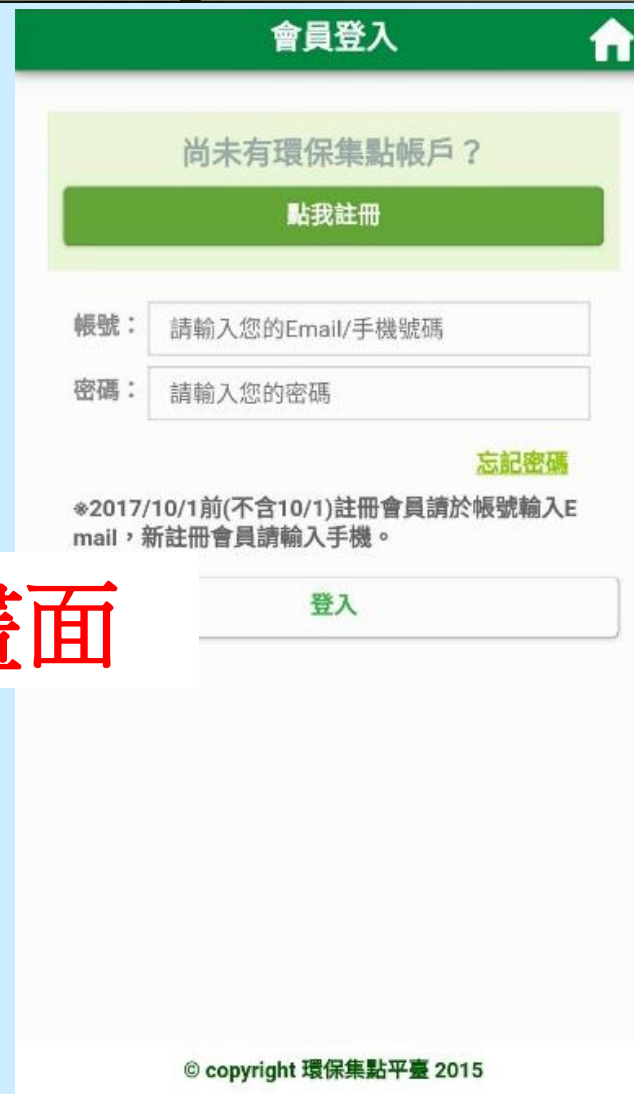 會員登入
尚未有環保集點帳戶？
點我註冊
帳號： 請輸入您的Email/手機號碼
密碼： 請輸入您的密碼
忘記密碼
※2017/10/1前(不含10/1)註冊會員請於帳號輸入E
mail，新註冊會員請輸入手機。
畫面
登入
© copyright 環保集點平臺 2015